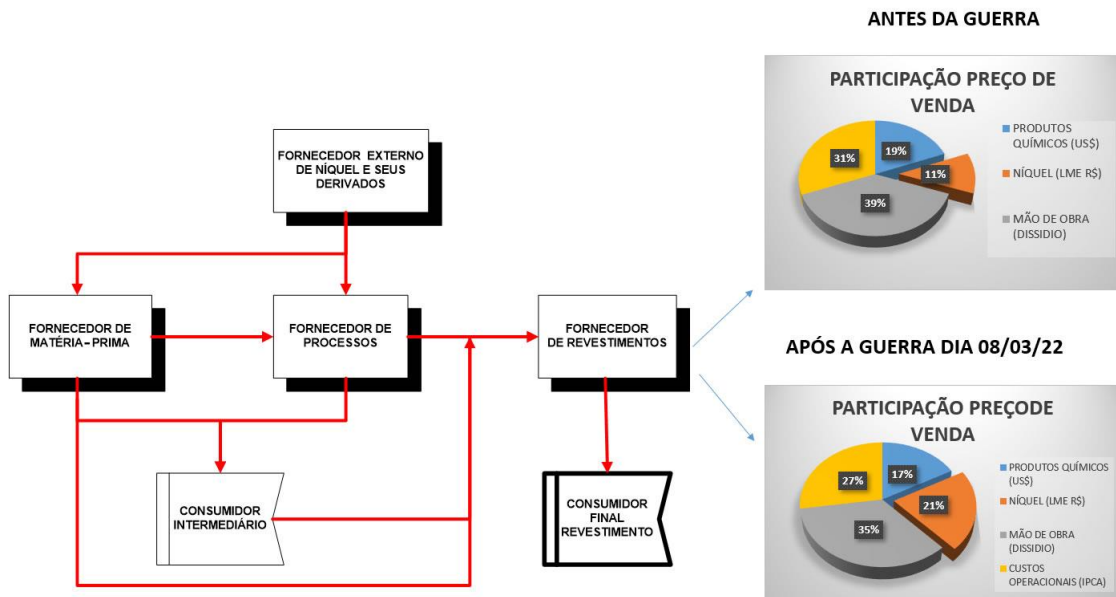 ANTES DA GUERRA
PARTICIPAÇÃO PREÇO DE
VENDA
31%
19%
11%
39%
PRODUTOS
QUÍMICOS (US$)
NÍQUEL (LME R$)
MÃO DE OBRA
(DISSIDIO)
FORNECEDOR EXTERNO
DE NÍQUEL E SEUS
DERIVADOS
FORNECEDOR DE
MATÉRIA–PRIMA
FORNECEDOR DE
PROCESSOS
FORNECEDOR
DE REVESTIMENTOS
CONSUMIDOR
INTERMEDIÁRIO
CONSUMIDOR
FINAL
REVESTIMENTO
APÓS A GUERRA DIA 08/03/22
PARTICIPAÇÃO PREÇODE
VENDA
27%
17%
21%
35%
PRODUTOS QUÍMICOS
(US$)
NÍQUEL (LME R$)
MÃO DE OBRA
(DISSIDIO)
CUSTOS
OPERACIONAIS (IPCA)